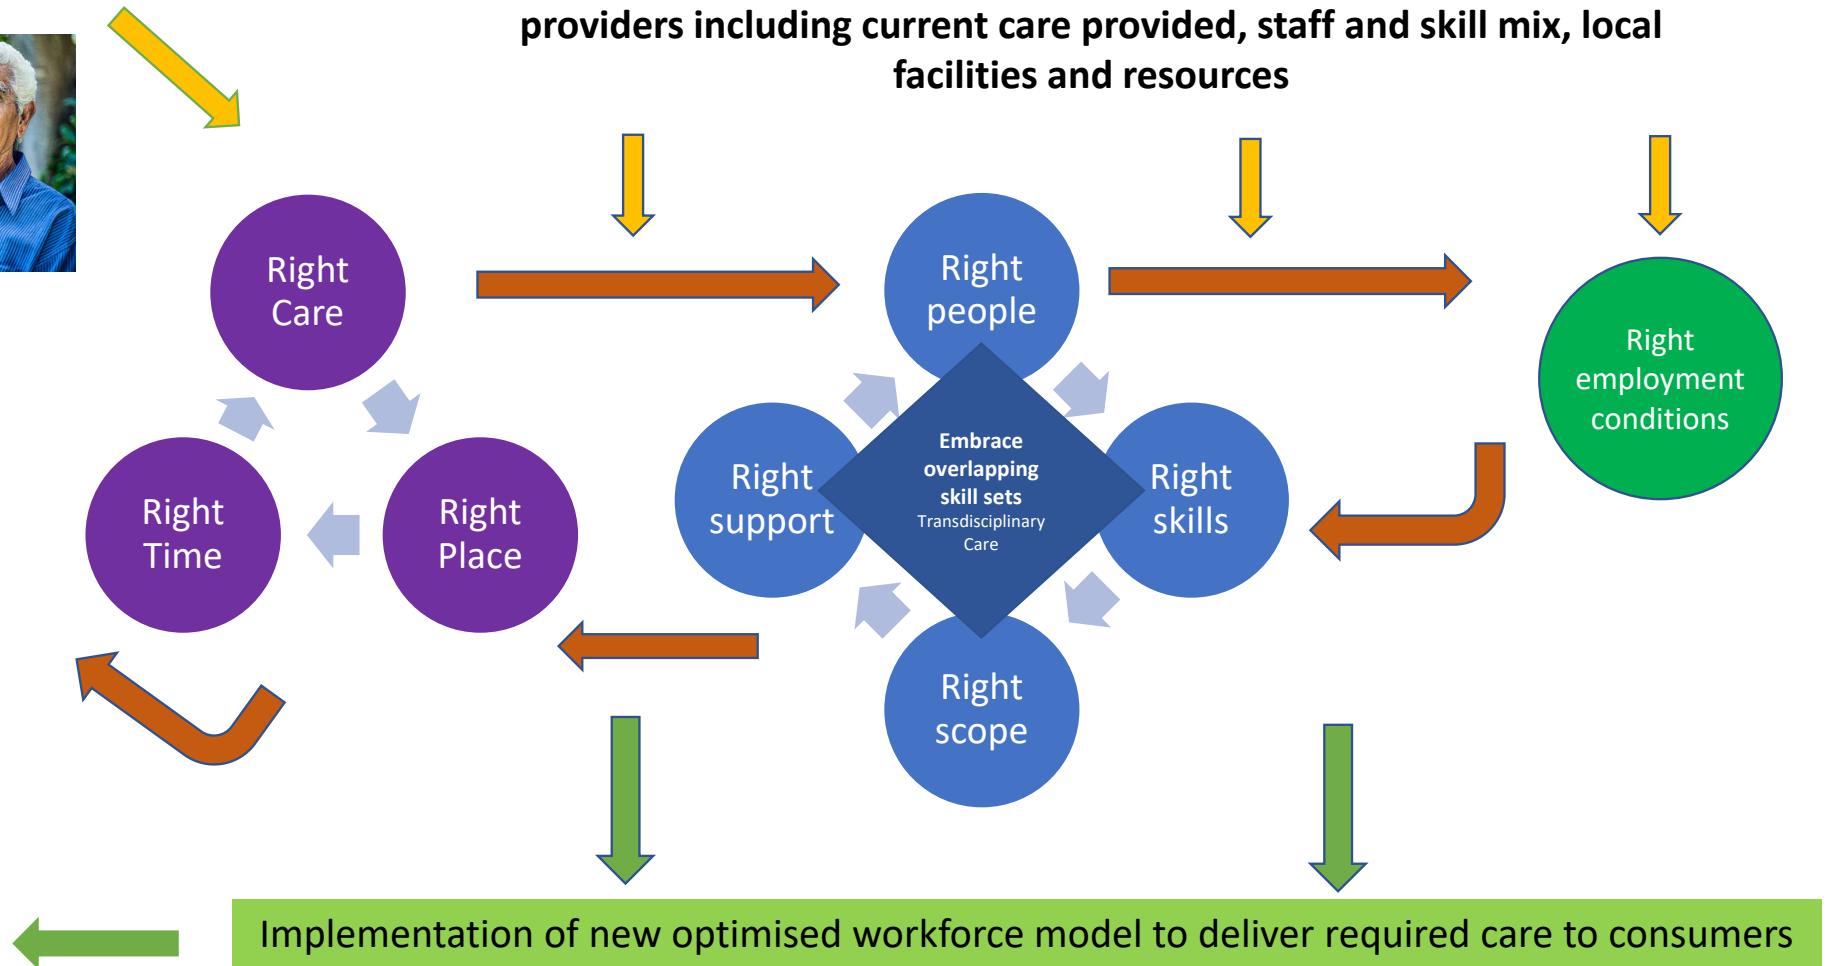 providers including current care provided, staff and skill mix, local
facilities and resources
Right
Care
Right
people
Right
employment
conditions
Right
Time
Right
Place
Right
support
Embrace
overlapping
skill sets
Transdisciplinary
Care
Right
skills
Right
scope
Implementation of new optimised workforce model to deliver required care to consumers